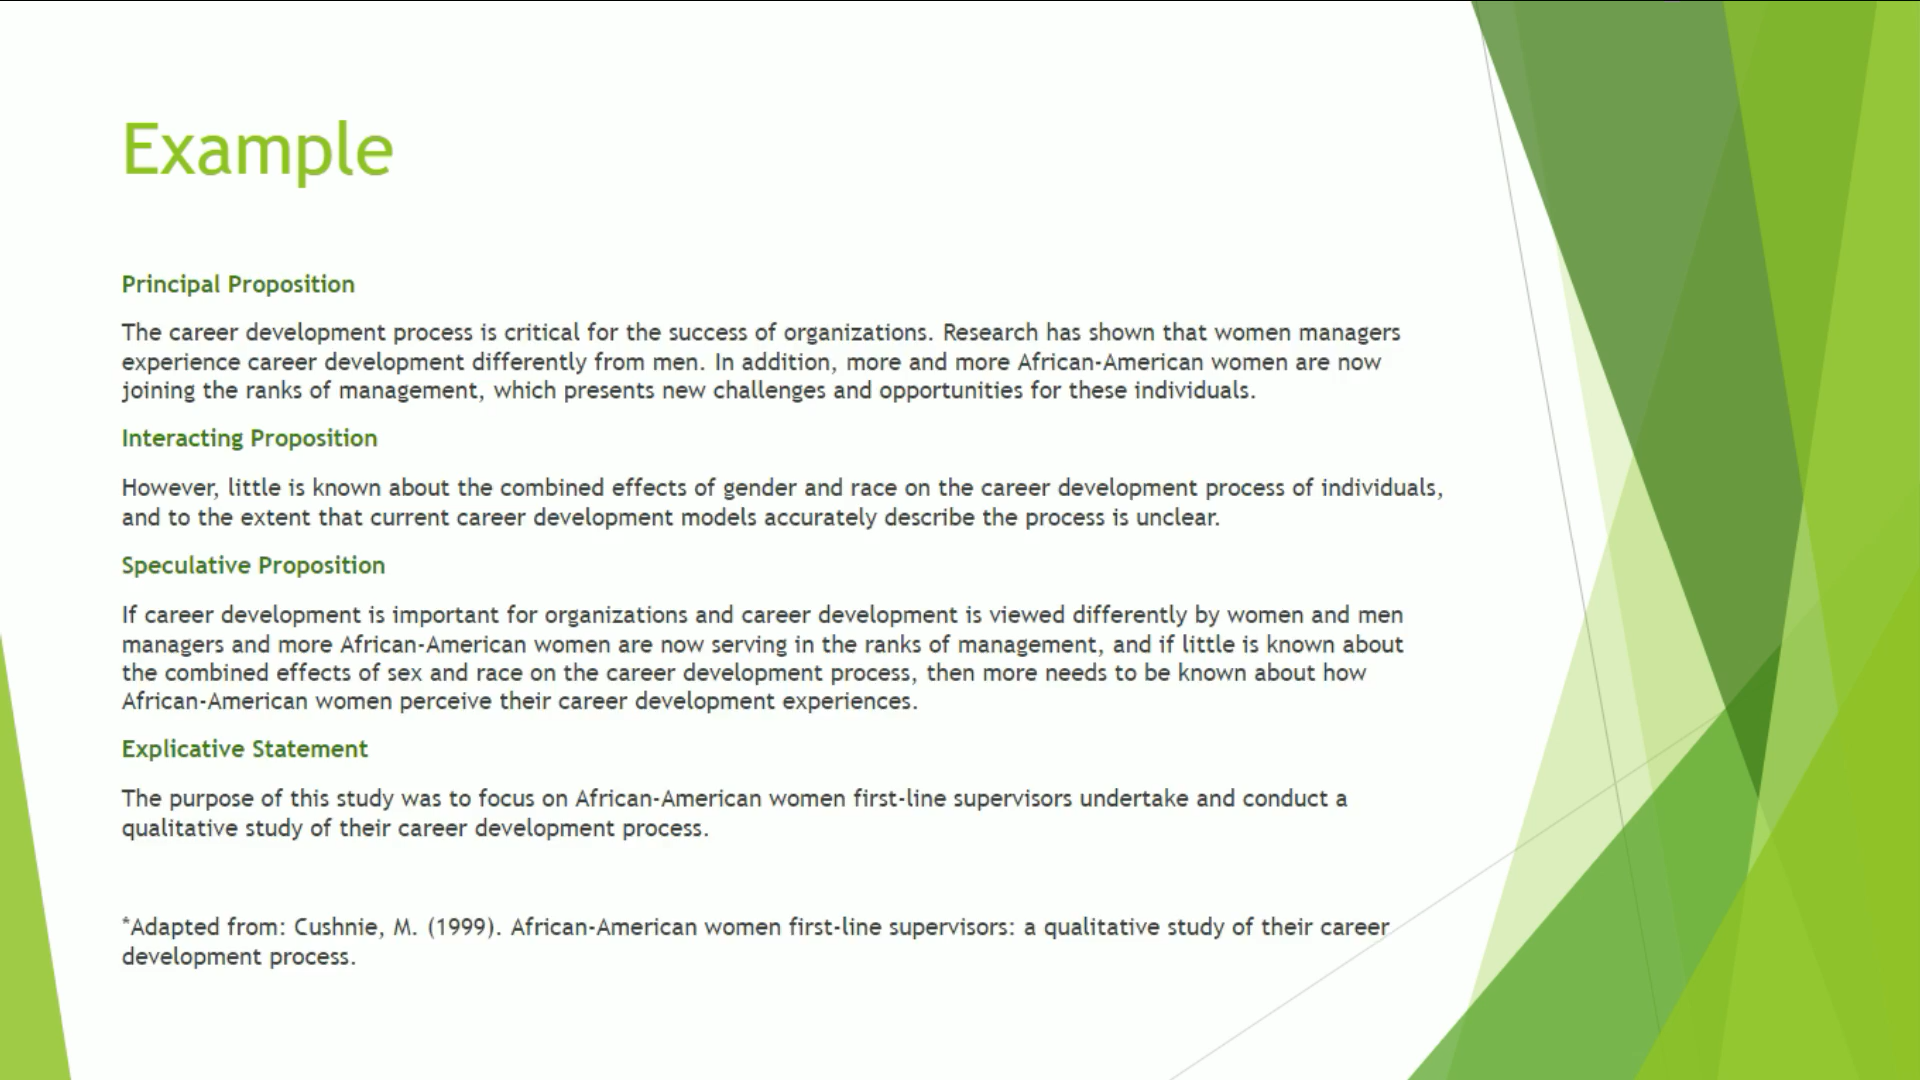 Example
Principal Proposition
The career development process is critical for the success of organizations. Research has shown that women managers
experience career development differently from men. In addition, more and more African-American women are now
joining the ranks of management, which presents new challenges and opportunities for these individuals.
Interacting Proposition
However, little is known about the combined effects of gender and race on the career development process of individuals,
and to the extent that current career development models accurately describe the process is unclear.
Speculative Proposition
If career development is important for organizations and career development is viewed differently by women and men
managers and more African-American women are now serving in the ranks of management, and if little is known about
the combined effects of sex and race on the career development process, then more needs to be known about how
African-American women perceive their career development experiences.
Explicative Statement
The purpose of this study was to focus on African-American women first-line supervisors undertake and conduct a
qualitative study of their career development process.
*Adapted from: Cushnie, M. (1999). African-American women first-line supervisors: a qualitative study of their career
development process.